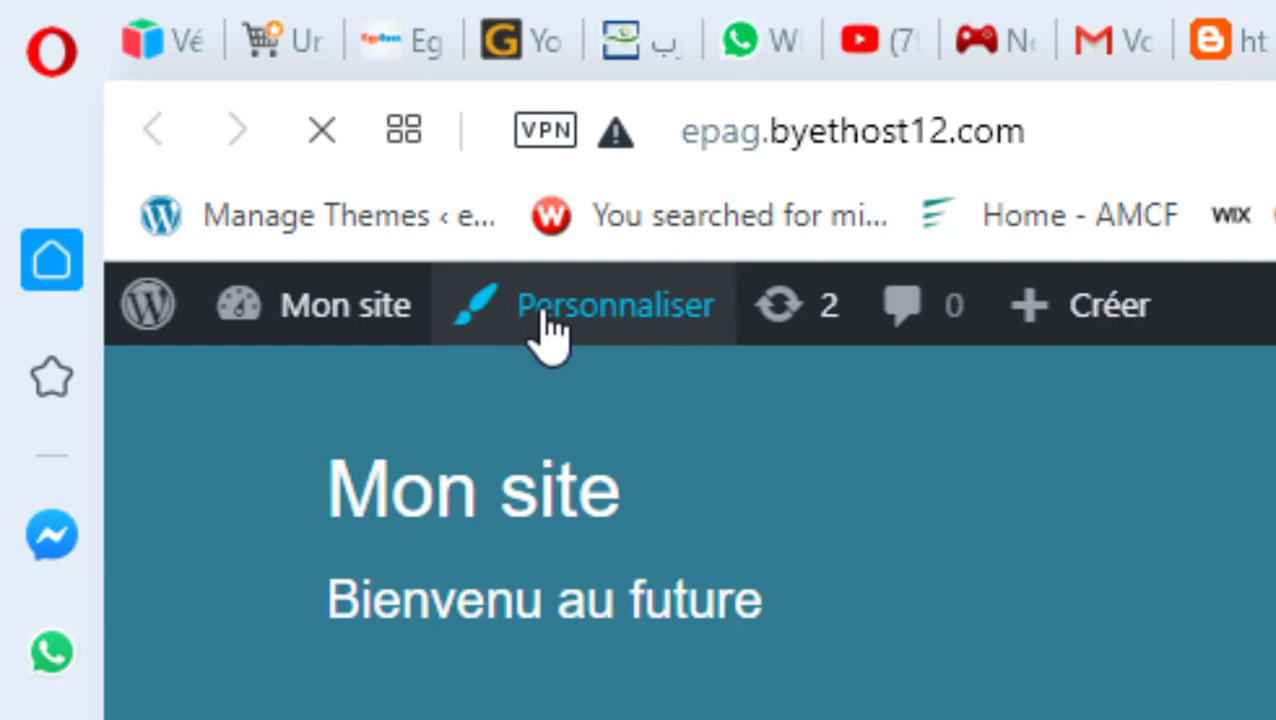 Vé Ur Eg Yo ب W (7 Ne Vc ht
VPN epag.byethost12.com
Manage Themes ‹ e... W You searched for mi... Home - AMCF WIX
Mon site Personnaliser 2 0 Créer
Mon site
Bienvenu au future